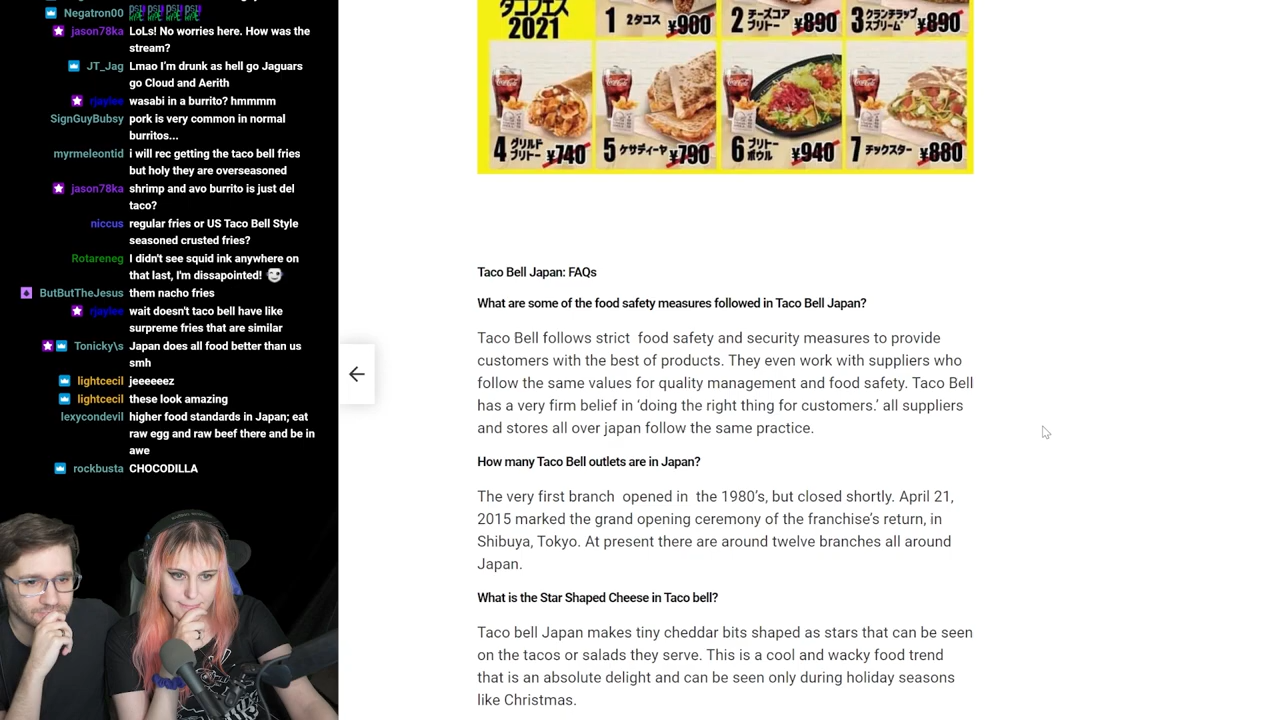 Negatron00
jason78ka LoLs! No worries here. How was the
stream?
JT_Jag Lmao I'm drunk as hell go Jaguars
go Cloud and Aerith
rjaylee wasabi in a burrito? hmmmm
SignGuyBubsy pork is very common in normal
burritos...
myrmeleontid i will rec getting the taco bell fries
but holy they are overseasoned
jason78ka shrimp and avo burrito is just del
taco?
niccus regular fries or US Taco Bell Style
seasoned crusted fries?
Rotareneg I didn't see squid ink anywhere on
that last, I'm dissapointed!
ButButTheJesus them nacho fries
rjaylee wait doesn't taco bell have like
surpreme fries that are similar
Tonicky\s Japan does all food better than us
smh
lightcecil jeeeeeez
lightcecil these look amazing
lexycondevil higher food standards in Japan; eat
raw egg and raw beef there and be in
awe
rockbusta CHOCODILLA
タコフェス
2021
1 2タコス ¥900
2 チーズコア
ブリトー ¥890
3 クランチラップ
スプリーム ¥890
4 グリルド
ブリトー ¥740
5 ケサディーヤ ¥790
6 ブリトー
ボウル ¥940
7 チックスター ¥880
Taco Bell Japan: FAQs
What are some of the food safety measures followed in Taco Bell Japan?
Taco Bell follows strict food safety and security measures to provide
customers with the best of products. They even work with suppliers who
follow the same values for quality management and food safety. Taco Bell
has a very firm belief in ‘doing the right thing for customers.’ all suppliers
and stores all over japan follow the same practice.
How many Taco Bell outlets are in Japan?
The very first branch opened in the 1980’s, but closed shortly. April 21,
2015 marked the grand opening ceremony of the franchise’s return, in
Shibuya, Tokyo. At present there are around twelve branches all around
Japan.
What is the Star Shaped Cheese in Taco bell?
Taco bell Japan makes tiny cheddar bits shaped as stars that can be seen
on the tacos or salads they serve. This is a cool and wacky food trend
that is an absolute delight and can be seen only during holiday seasons
like Christmas.